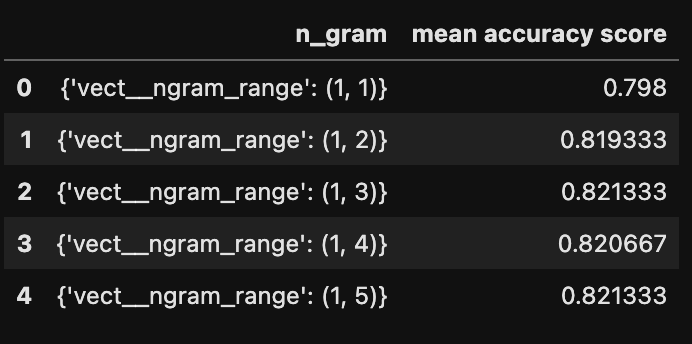 n_gram mean accuracy score
0 {'vect__ngram_range': (1, 1)} 0.798
1 {'vect__ngram_range': (1, 2)} 0.819333
2 {'vect__ngram_range': (1, 3)} 0.821333
3 {'vect__ngram_range': (1, 4)} 0.820667
4 {'vect__ngram_range': (1, 5)} 0.821333